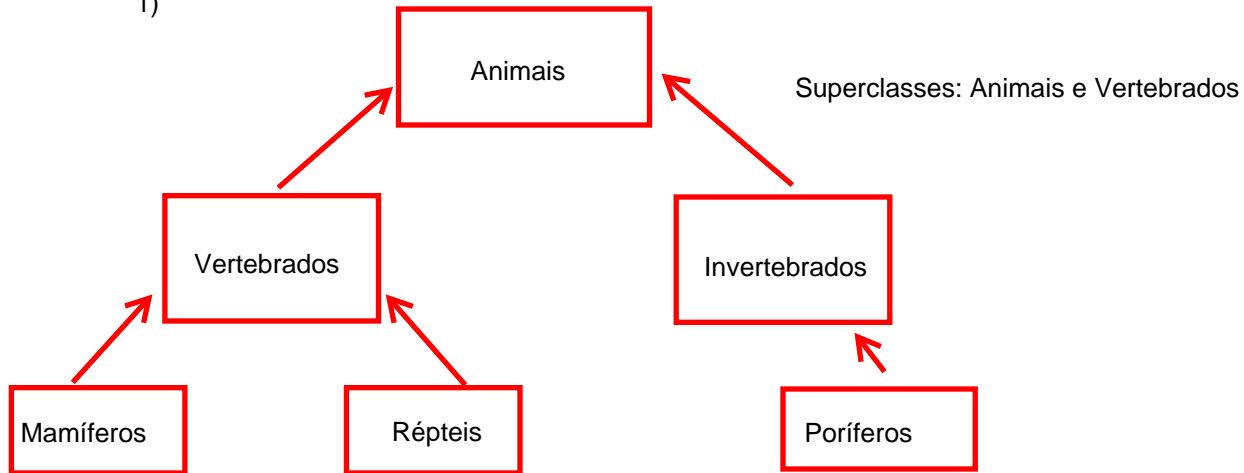 1)
Animais
Superclasses: Animais e Vertebrados
Vertebrados
Invertebrados
Mamíferos
Répteis
Poríferos